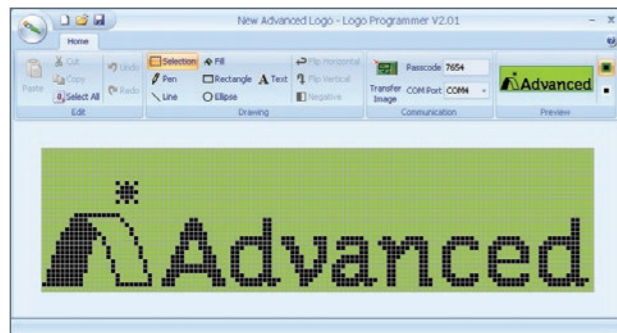 New Advanced Logo - Logo Programmer V2.01
Home
Paste
Cut
Copy
Select All
Undo
Redo
Edit
Selection
Fill
Pen
Rectangle
A Text
Line
Ellipse
Flip Horizontal
Flip Vertical
Negative
Drawing
Transfer Image
Passcode 7654
COM Port COM4
Communication
Advanced
Preview
Advanced